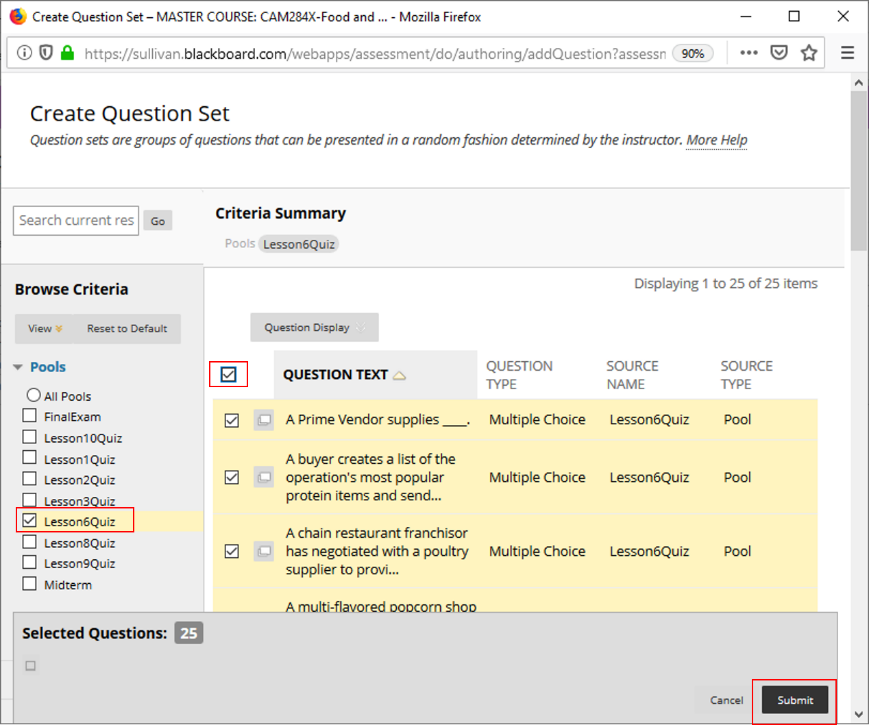 Create Question Set – MASTER COURSE: CAM284X-Food and ... - Mozilla Firefox
https://sullivan.blackboard.com/webapps/assessment/do/authoring/addQuestion?assessm 90%
Create Question Set
Question sets are groups of questions that can be presented in a random fashion determined by the instructor. More Help
Search current res Go
Criteria Summary
Pools Lesson6Quiz
Browse Criteria
Displaying 1 to 25 of 25 items
View Reset to Default
Question Display
Pools
QUESTION TEXT
QUESTION TYPE
SOURCE NAME
SOURCE TYPE
All Pools
FinalExam
Lesson10Quiz
Lesson1Quiz
Lesson2Quiz
Lesson3Quiz
Lesson6Quiz
Lesson8Quiz
Lesson9Quiz
Midterm
A Prime Vendor supplies ____. Multiple Choice Lesson6Quiz Pool
A buyer creates a list of the
operation's most popular Multiple Choice Lesson6Quiz Pool
protein items and send...
A chain restaurant franchisor
has negotiated with a poultry Multiple Choice Lesson6Quiz Pool
supplier to provi...
A multi-flavored popcorn shop
Selected Questions: 25
Cancel Submit